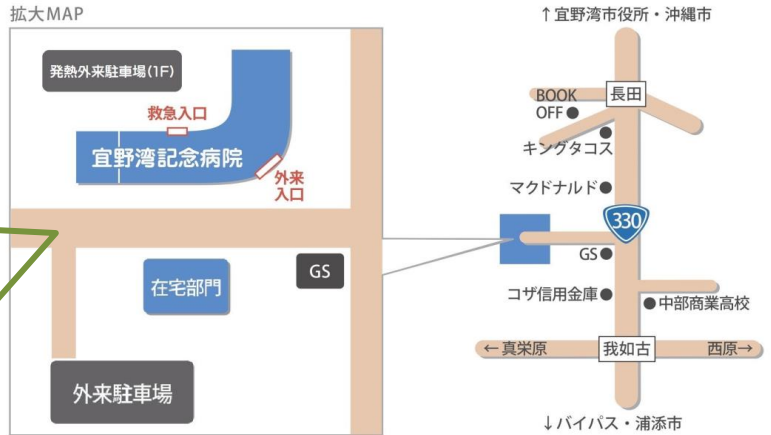 拡大MAP
発熱外来駐車場(1F)
救急入口
宜野湾記念病院
外来
入口
在宅部門
GS
外来駐車場
↑宜野湾市役所・沖縄市
長田
BOOK
OFF
キングタコス
マクドナルド
330
GS
コザ信用金庫
中部商業高校
←真栄原
我如古
西原→
↓バイパス・浦添市